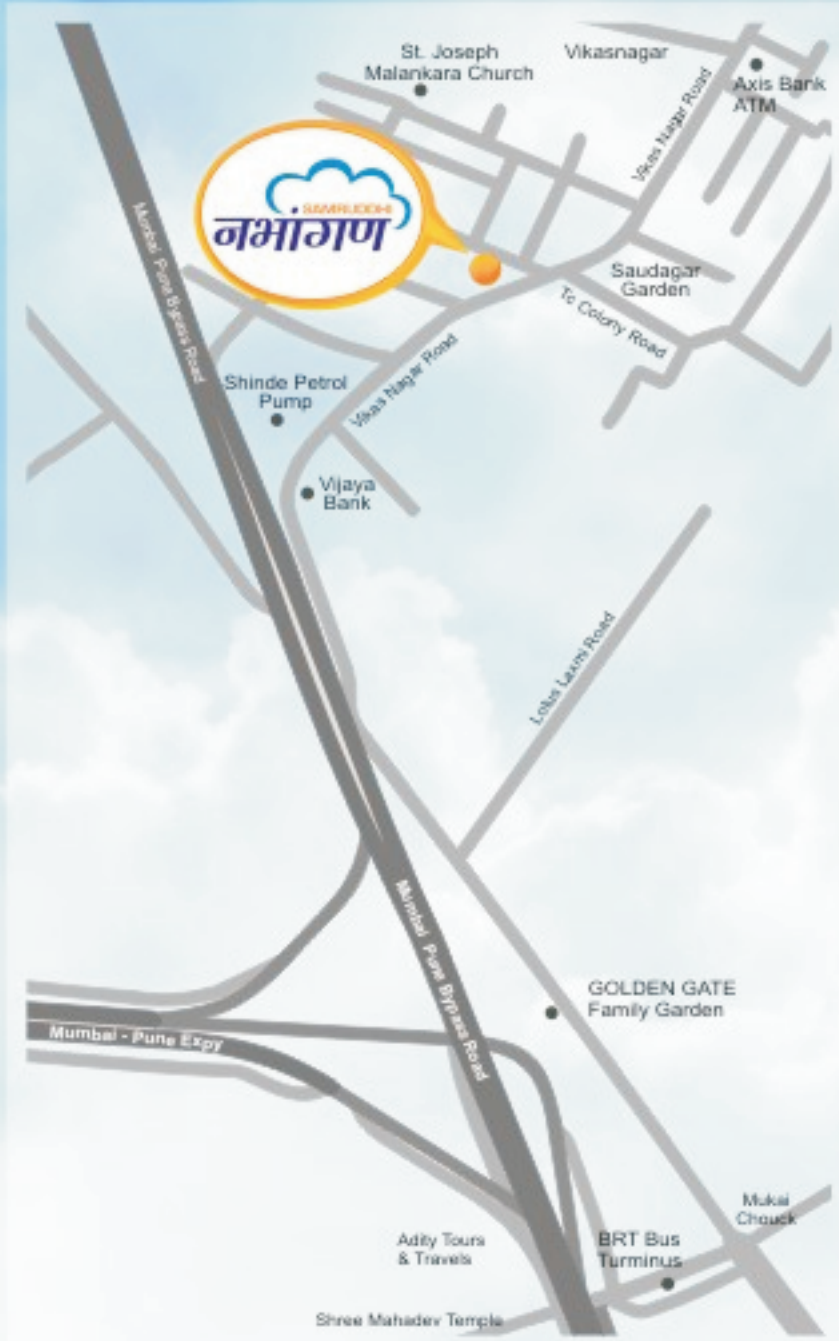 St. Joseph
Malankara Church
Vikasnagar
Axis Bank
ATM
Vikas Nagar Road
SAMRUDDHI
नभांगण
Mumbai Pune Bypass Road
Saudagar
Garden
To Colony Road
Shinde Petrol
Pump
Vikas Nagar Road
Vijaya
Bank
Lotus Laxmi Road
Mumbai Pune Bypass Road
GOLDEN GATE
Family Garden
Mumbai - Pune Expy
Mukai
Chouck
Adity Tours
& Travels
BRT Bus
Turminus
Shree Mahadev Temple